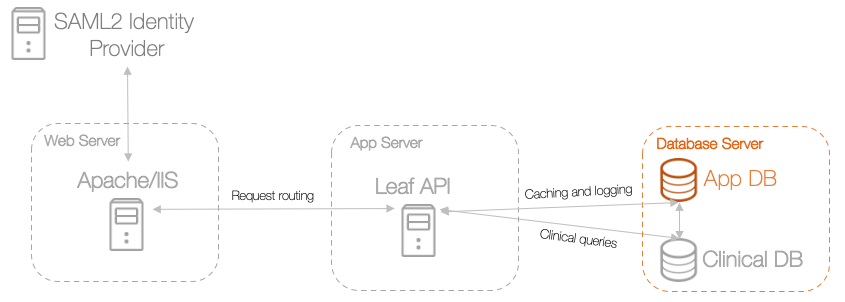 SAML2 Identity
Provider
Web Server
App Server
Database Server
Apache/IIS
Leaf API
App DB
Request routing
Caching and logging
Clinical queries
Clinical DB